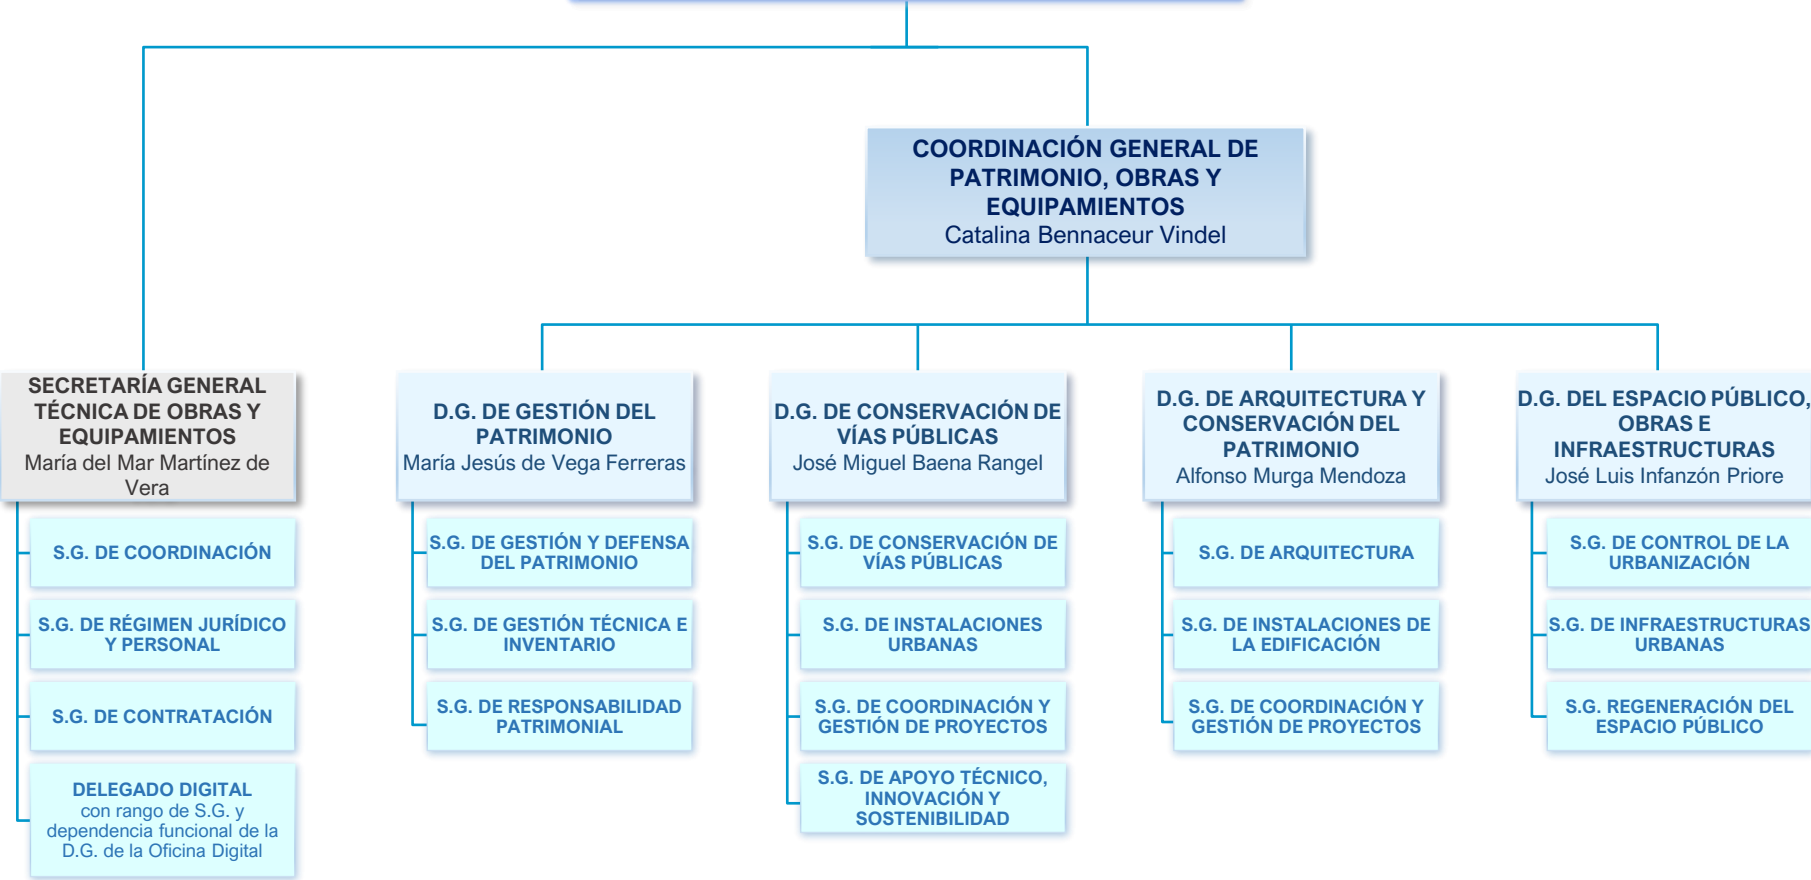 COORDINACIÓN GENERAL DE
PATRIMONIO, OBRAS Y
EQUIPAMIENTOS
Catalina Bennaceur Vindel
SECRETARÍA GENERAL
TÉCNICA DE OBRAS Y
EQUIPAMIENTOS
María del Mar Martínez de
Vera
S.G. DE COORDINACIÓN
S.G. DE RÉGIMEN JURÍDICO
Y PERSONAL
S.G. DE CONTRATACIÓN
DELEGADO DIGITAL
con rango de S.G. y
dependencia funcional de la
D.G. de la Oficina Digital
D.G. DE GESTIÓN DEL
PATRIMONIO
María Jesús de Vega Ferreras
S.G. DE GESTIÓN Y DEFENSA
DEL PATRIMONIO
S.G. DE GESTIÓN TÉCNICA E
INVENTARIO
S.G. DE RESPONSABILIDAD
PATRIMONIAL
D.G. DE CONSERVACIÓN DE
VÍAS PÚBLICAS
José Miguel Baena Rangel
S.G. DE CONSERVACIÓN DE
VÍAS PÚBLICAS
S.G. DE INSTALACIONES
URBANAS
S.G. DE COORDINACIÓN Y
GESTIÓN DE PROYECTOS
S.G. DE APOYO TÉCNICO,
INNOVACIÓN Y
SOSTENIBILIDAD
D.G. DE ARQUITECTURA Y
CONSERVACIÓN DEL
PATRIMONIO
Alfonso Murga Mendoza
S.G. DE ARQUITECTURA
S.G. DE INSTALACIONES DE
LA EDIFICACIÓN
S.G. DE COORDINACIÓN Y
GESTIÓN DE PROYECTOS
D.G. DEL ESPACIO PÚBLICO,
OBRAS E
INFRAESTRUCTURAS
José Luis Infanzón Priore
S.G. DE CONTROL DE LA
URBANIZACIÓN
S.G. DE INFRAESTRUCTURAS
URBANAS
S.G. REGENERACIÓN DEL
ESPACIO PÚBLICO